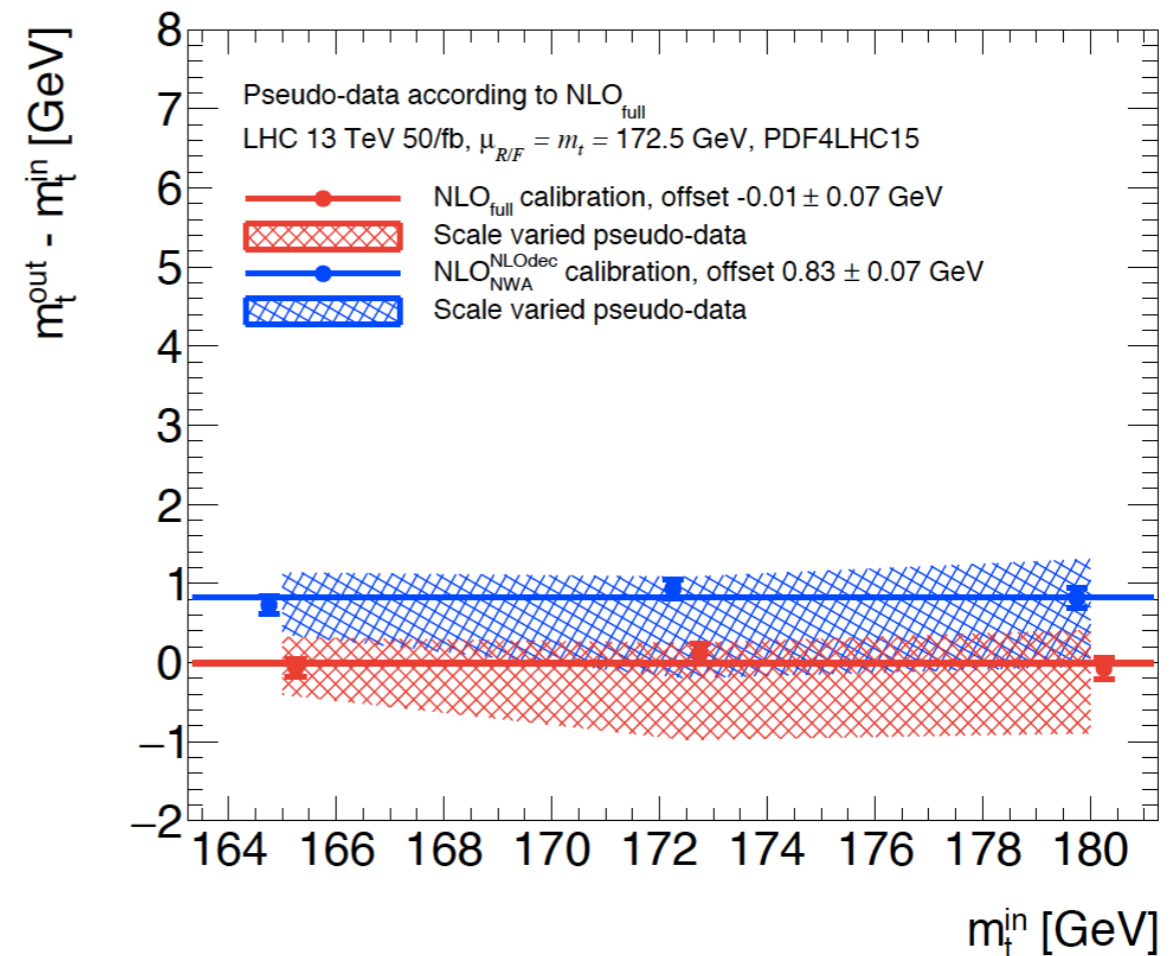 m_t^out - m_t^in [GeV]
8
7
6
5
4
3
2
1
0
−1
−2
Pseudo-data according to NLO_full
LHC 13 TeV 50/fb, μ_R/F = m_t = 172.5 GeV, PDF4LHC15
NLO_full calibration, offset -0.01 ± 0.07 GeV
Scale varied pseudo-data
NLO_NWA^NLOdec calibration, offset 0.83 ± 0.07 GeV
Scale varied pseudo-data
164 166 168 170 172 174 176 178 180
m_t^in [GeV]